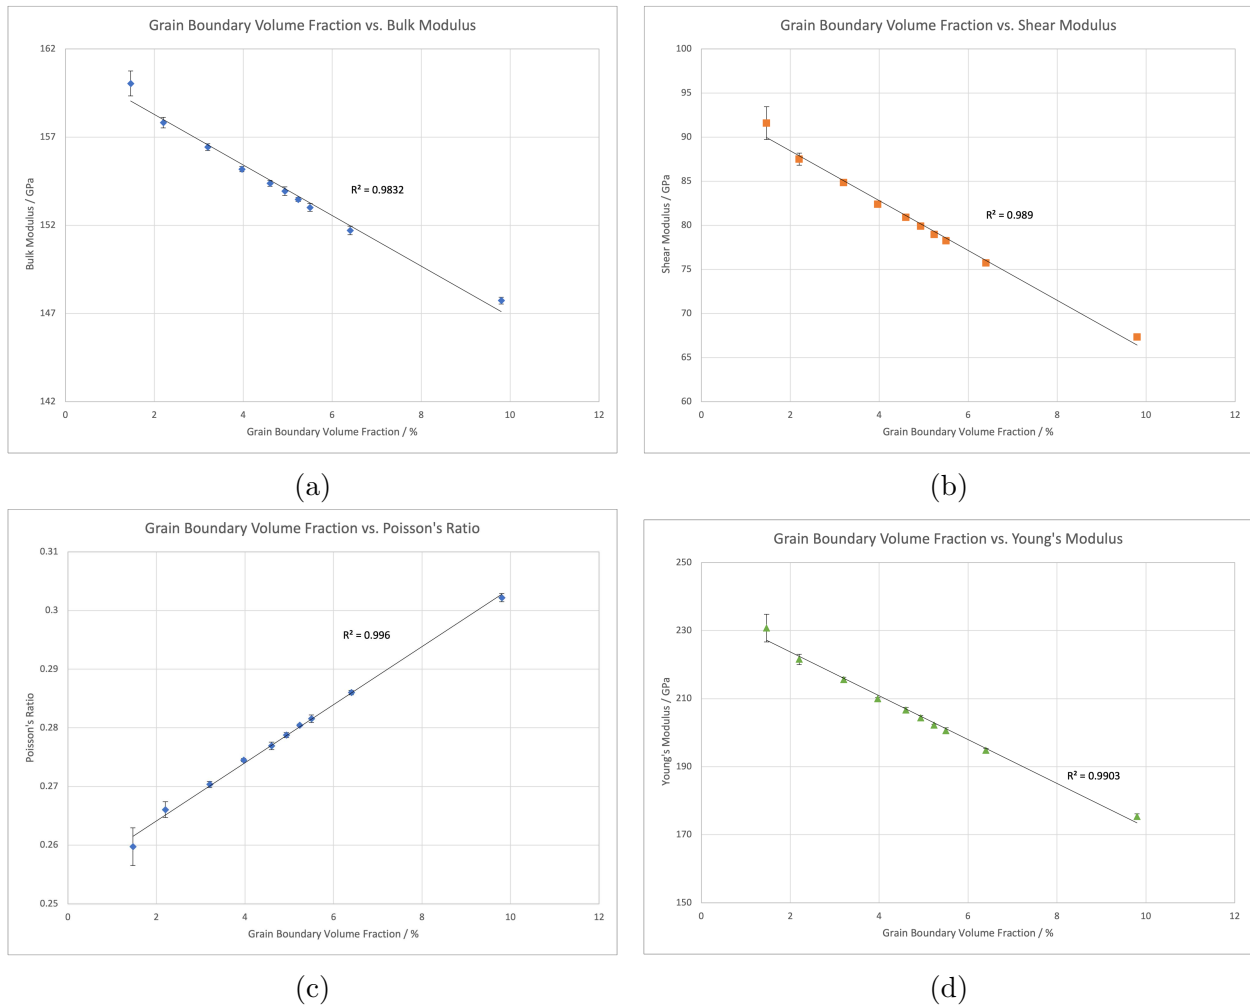 Grain Boundary Volume Fraction vs. Bulk Modulus
162
157
152
147
142
Bulk Modulus / GPa
R² = 0.9832
0 2 4 6 8 10 12
Grain Boundary Volume Fraction / %
(a)
Grain Boundary Volume Fraction vs. Shear Modulus
100
95
90
85
80
75
70
65
60
Shear Modulus / GPa
R² = 0.989
0 2 4 6 8 10 12
Grain Boundary Volume Fraction / %
(b)
Grain Boundary Volume Fraction vs. Poisson's Ratio
0.31
0.3
0.29
0.28
0.27
0.26
0.25
Poisson's Ratio
R² = 0.996
0 2 4 6 8 10 12
Grain Boundary Volume Fraction / %
(c)
Grain Boundary Volume Fraction vs. Young's Modulus
250
230
210
190
170
150
Young's Modulus / GPa
R² = 0.9903
0 2 4 6 8 10 12
Grain Boundary Volume Fraction / %
(d)